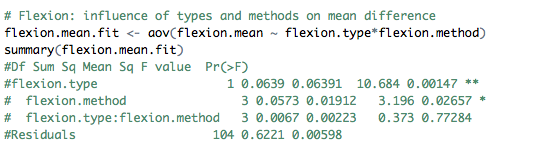 # Flexion: influence of types and methods on mean difference
flexion.mean.fit <- aov(flexion.mean ~ flexion.type*flexion.method)
summary(flexion.mean.fit)
#Df Sum Sq Mean Sq F value  Pr(>F)
#flexion.type                1 0.0639 0.06391  10.684 0.00147 **
#  flexion.method              3 0.0573 0.01912   3.196 0.02657 *
#  flexion.type:flexion.method   3 0.0067 0.00223   0.373 0.77284
#Residuals                 104 0.6221 0.00598